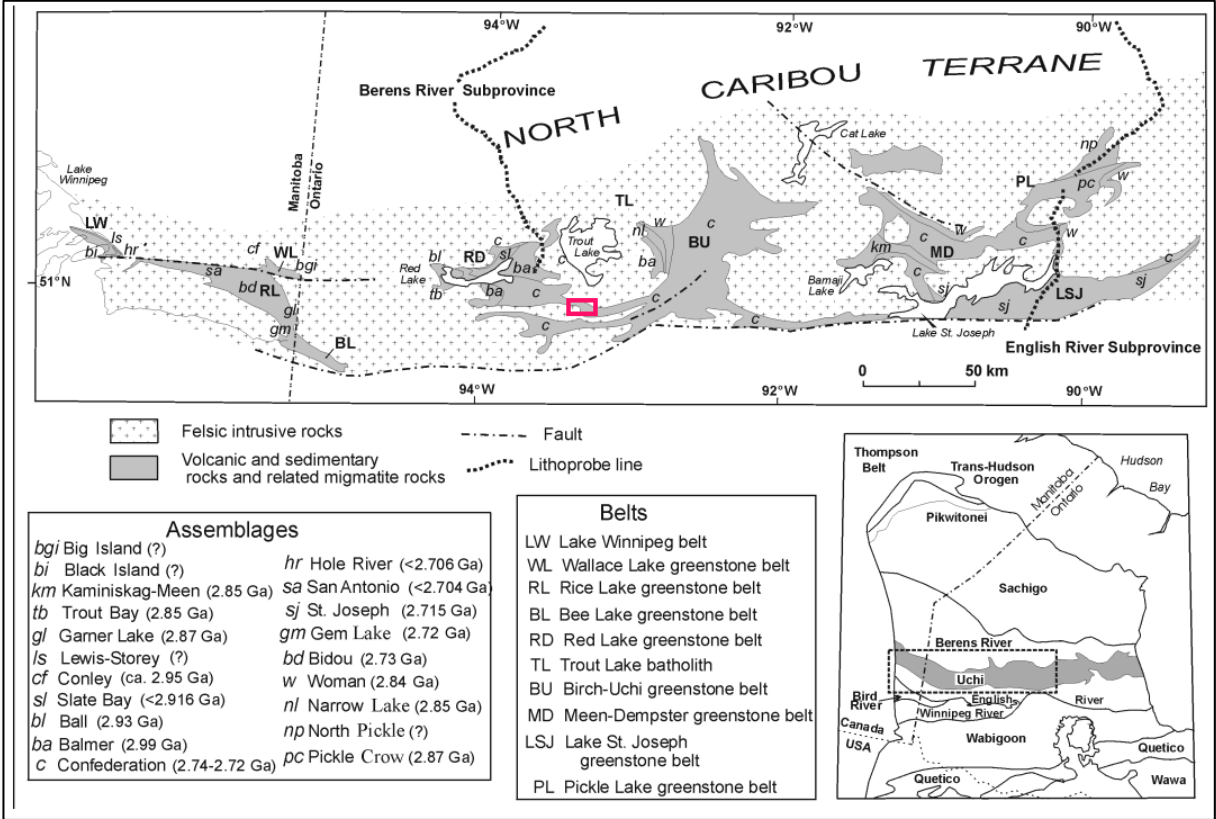 94°W
92°W
90°W
CARIBOU TERRANE
Berens River Subprovince
NORTH
Cat Lake
np
Lake
Winnipeg
Manitoba
Ontario
PL
pc
w
TL
LW
ls
hr
bi
cf
WL
bgi
c
RD
sL
bl
ba
Trout
Lake
c
nl
w
c
BU
ba
c
w
km
MD
c
w
c
51°N
sa
bd
RL
Red
Lake
tb
ba
c
c
Bamaji
Lake
c
sj
sj
LSJ
sj
gl
gm
BL
c
c
Lake St. Joseph
English River Subprovince
0 50 km
94°W
92°W
90°W
Felsic intrusive rocks
Fault
Volcanic and sedimentary
rocks and related migmatite rocks
Lithoprobe line
Assemblages
bgi Big Island (?)
bi Black Island (?)
km Kaminiskag-Meen (2.85 Ga)
tb Trout Bay (2.85 Ga)
gl Garner Lake (2.87 Ga)
ls Lewis-Storey (?)
cf Conley (ca. 2.95 Ga)
sl Slate Bay (<2.916 Ga)
bl Ball (2.93 Ga)
ba Balmer (2.99 Ga)
c Confederation (2.74-2.72 Ga)
hr Hole River (<2.706 Ga)
sa San Antonio (<2.704 Ga)
sj St. Joseph (2.715 Ga)
gm Gem Lake (2.72 Ga)
bd Bidou (2.73 Ga)
w Woman (2.84 Ga)
nl Narrow Lake (2.85 Ga)
np North Pickle (?)
pc Pickle Crow (2.87 Ga)
Belts
LW Lake Winnipeg belt
WL Wallace Lake greenstone belt
RL Rice Lake greenstone belt
BL Bee Lake greenstone belt
RD Red Lake greenstone belt
TL Trout Lake batholith
BU Birch-Uchi greenstone belt
MD Meen-Dempster greenstone belt
LSJ Lake St. Joseph
greenstone belt
PL Pickle Lake greenstone belt
Thompson
Belt
Trans-Hudson
Orogen
Manitoba
Ontario
Hudson
Bay
Pikwitonei
Sachigo
Berens River
Uchi
Bird
River
English
River
Winnipeg River
Canada
USA
Wabigoon
Quetico
Quetico
Wawa